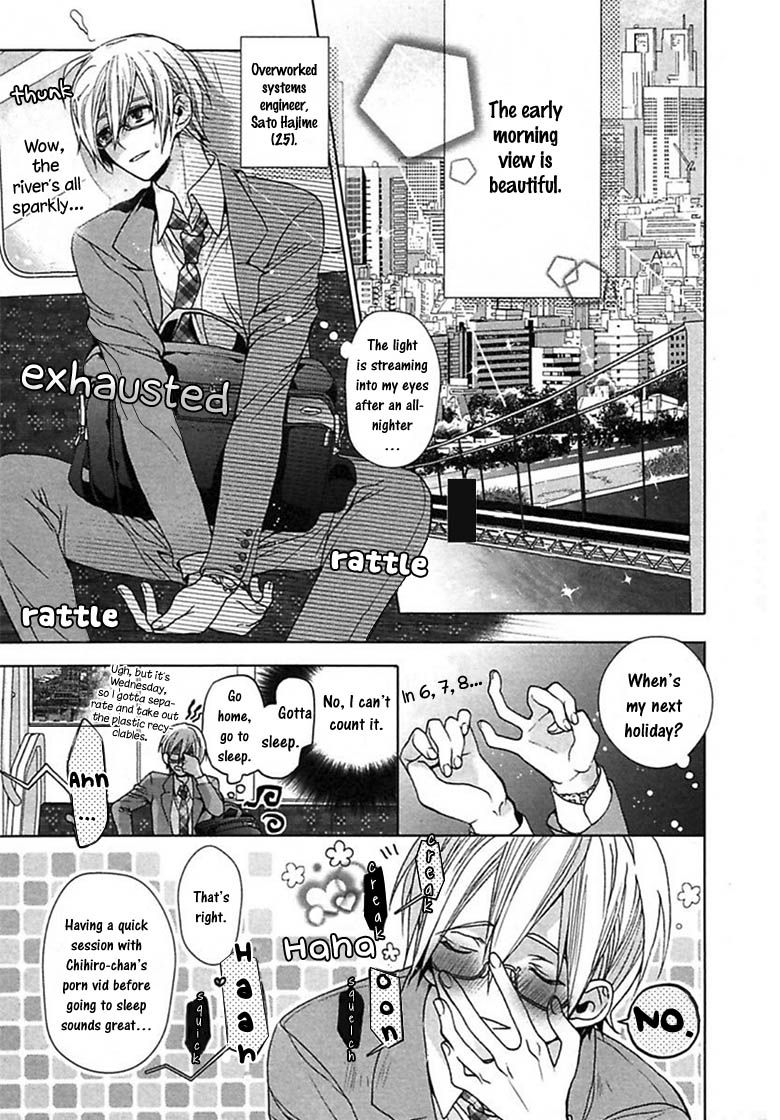 The early
morning
view is
beautiful.
Overworked
systems
engineer,
Sato Hajime
(25).
thunk
Wow,
the
river's all
sparkly...
The light
is streaming
into my eyes
after an all-
nighter
...
exhausted
rattle
rattle
When's
my next
holiday?
In 6, 7, 8...
No, I can't
count it.
Gotta
sleep.
Go
home,
go to
sleep.
Ugh, but it's
Wednesday,
so I gotta sepa-
rate and take out
the plastic recy-
clables.
Ann
...
creak
creak
Haha
oon
squelch
NO.
That's
right.
Haah
squick
Having a quick
session with
Chihiro-chan's
porn vid before
going to sleep
sounds great...